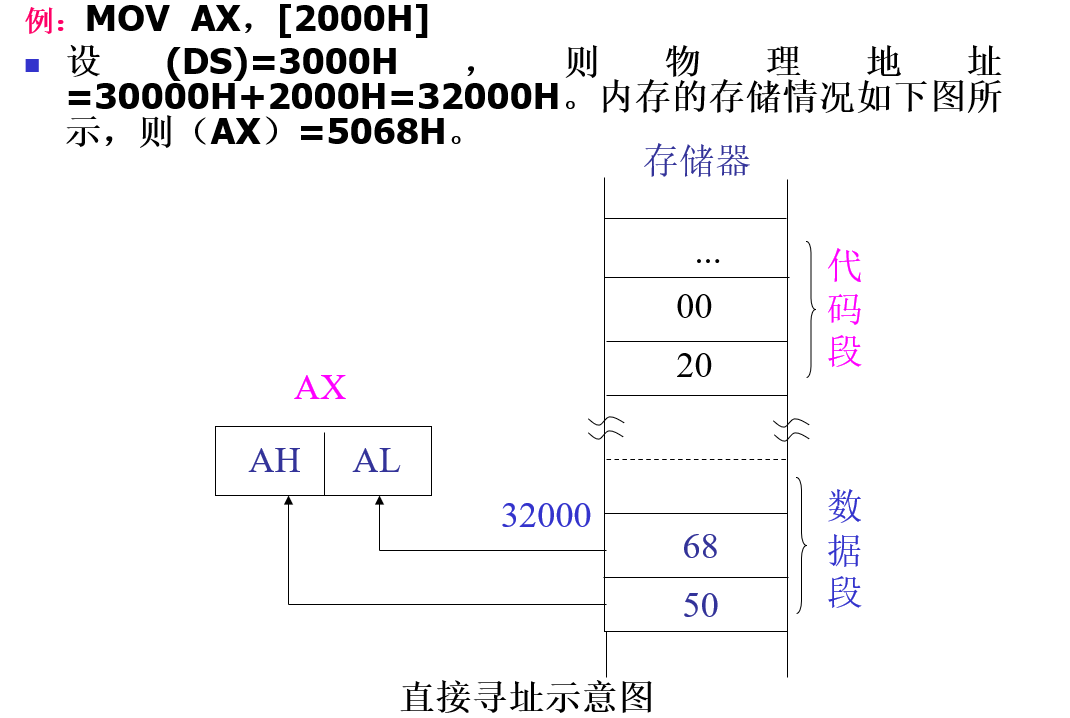 例：MOV AX，[2000H]
设 (DS)=3000H ， 则 物 理 地 址
=30000H+2000H=32000H。内存的存储情况如下图所
示，则（AX）=5068H。
存储器
...
代码段
00
20
AX
AH AL
32000
数据段
68
50
直接寻址示意图